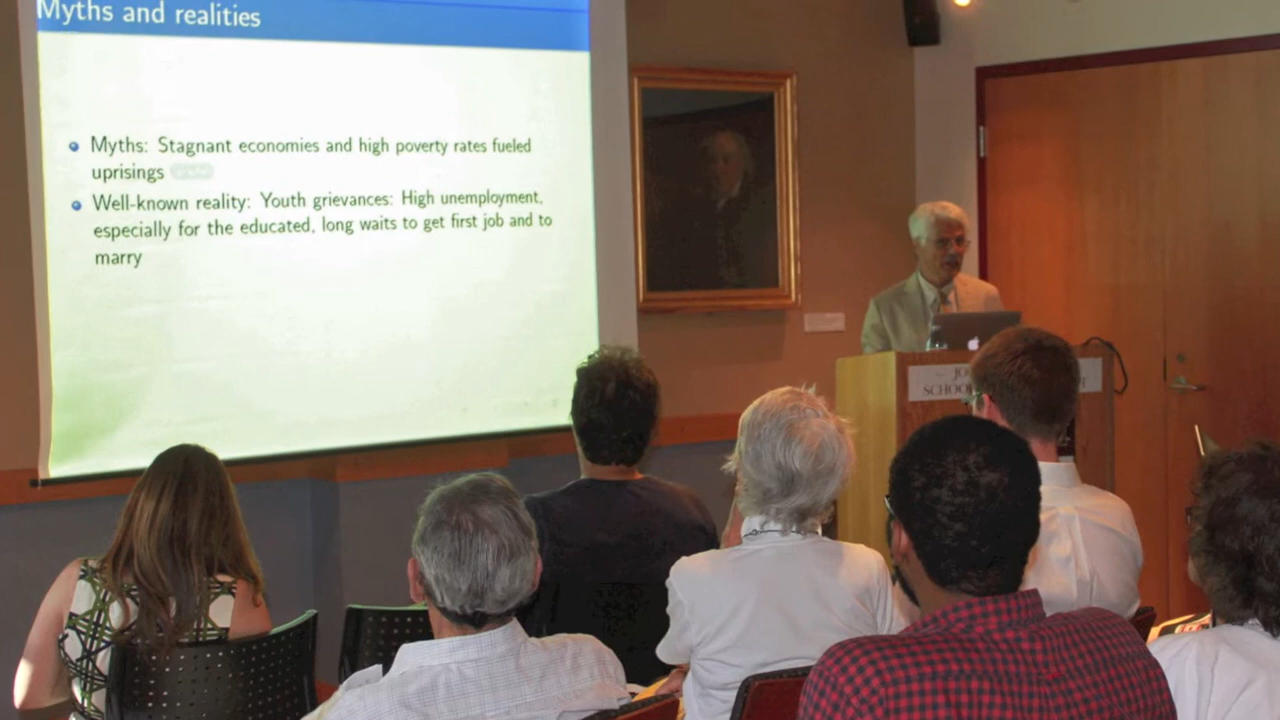 Myths and realities
Myths: Stagnant economies and high poverty rates fueled
uprisings
Well-known reality: Youth grievances: High unemployment,
especially for the educated, long waits to get first job and to
marry